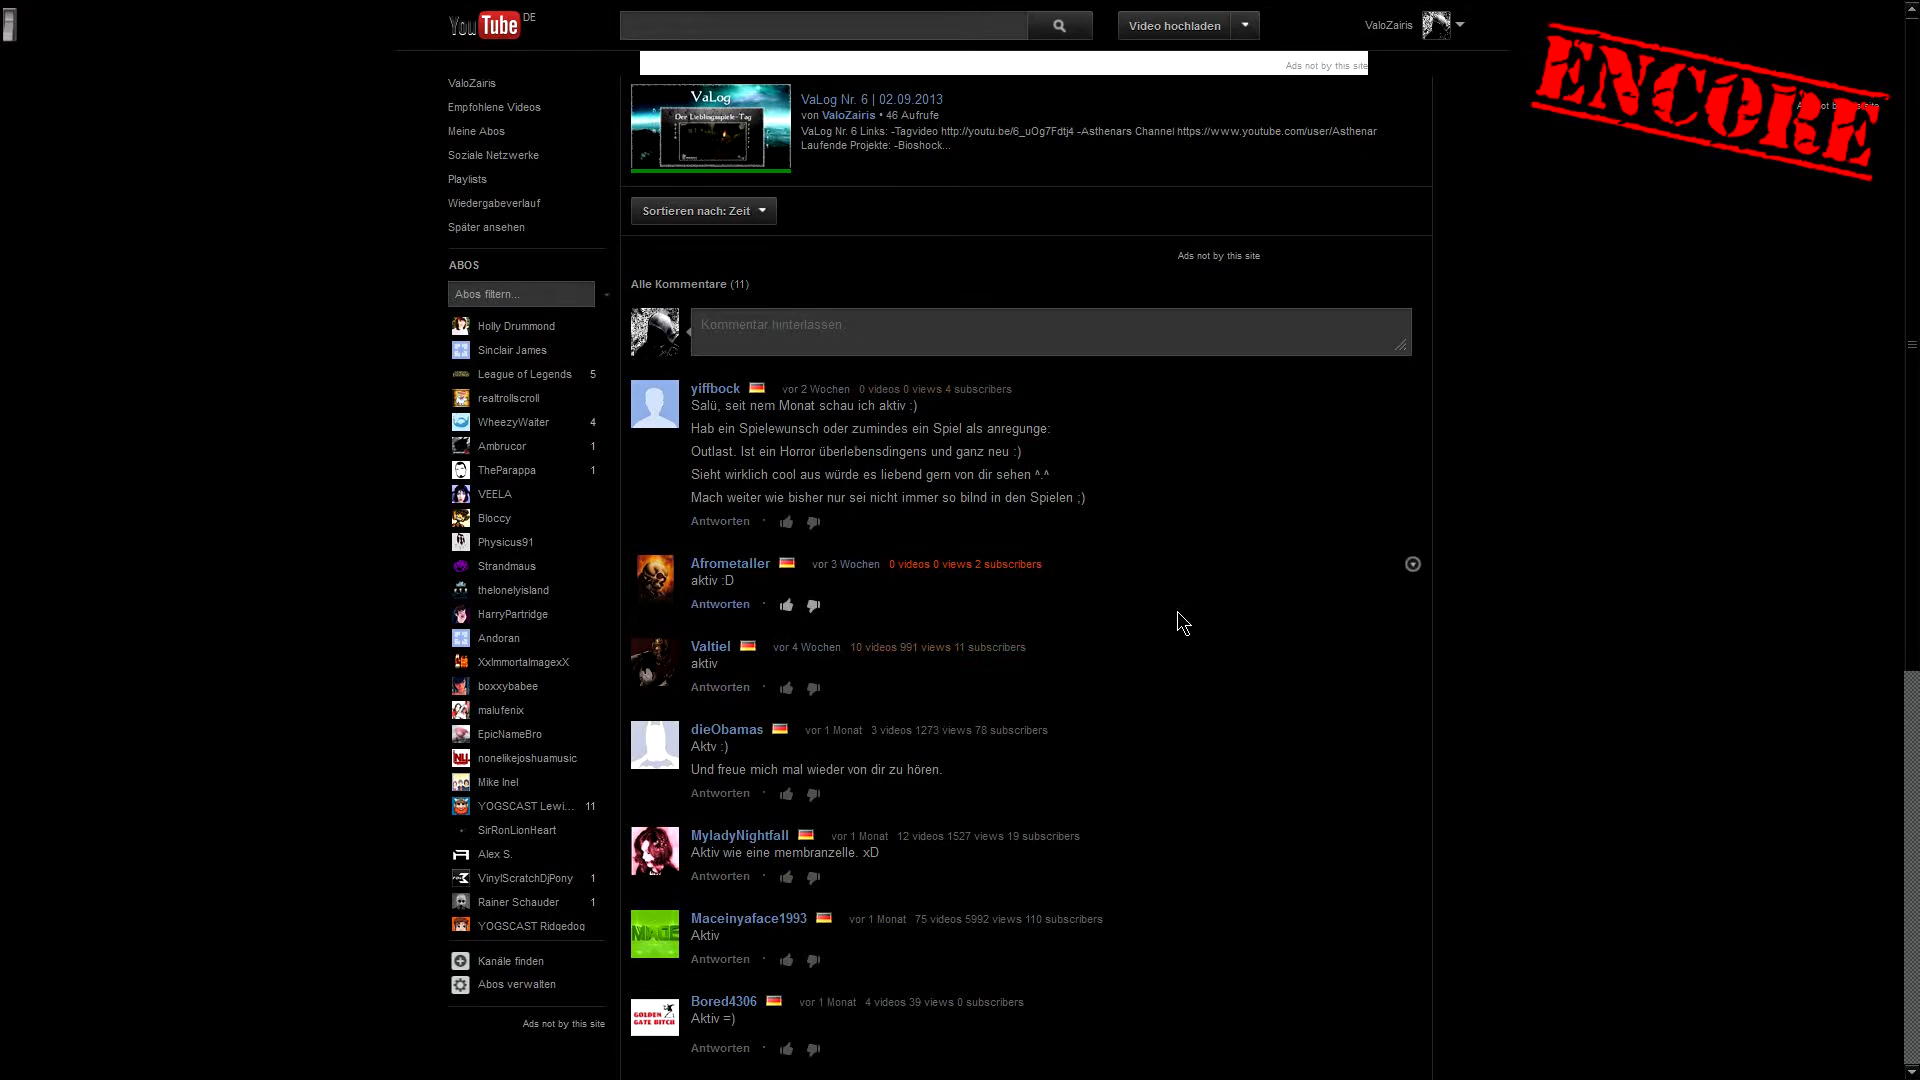 YouTube DE
Video hochladen
ValoZairis
ENCORE
Ads not by this site
Ads not by this site
ValoZairis
Empfohlene Videos
Meine Abos
Soziale Netzwerke
Playlists
Wiedergabeverlauf
Später ansehen
ABOS
Abos filtern...
Holly Drummond
Sinclair James
League of Legends 5
realtrollscroll
WheezyWaiter 4
Ambrucor 1
TheParappa 1
VEELA
Bloccy
Physicus91
Strandmaus
thelonelyisland
HarryPartridge
Andoran
XxImmortalmagexX
boxxybabee
malufenix
EpicNameBro
nonelikejoshuamusic
Mike Inel
YOGSCAST Lewi... 11
SirRonLionHeart
Alex S.
VinylScratchDjPony 1
Rainer Schauder 1
YOGSCAST Ridgedog
Kanäle finden
Abos verwalten
Ads not by this site
VaLog
Der Lieblingsspiele-Tag
VaLog Nr. 6 | 02.09.2013
von ValoZairis • 46 Aufrufe
VaLog Nr. 6 Links: -Tagvideo http://youtu.be/6_uOg7Fdtj4 -Asthenars Channel https://www.youtube.com/user/Asthenar
Laufende Projekte: -Bioshock...
Sortieren nach: Zeit
Ads not by this site
Alle Kommentare (11)
Kommentar hinterlassen.
yiffbock vor 2 Wochen 0 videos 0 views 4 subscribers
Salü, seit nem Monat schau ich aktiv :)
Hab ein Spielewunsch oder zumindes ein Spiel als anregunge:
Outlast. Ist ein Horror überlebensdingens und ganz neu :)
Sieht wirklich cool aus würde es liebend gern von dir sehen ^.^
Mach weiter wie bisher nur sei nicht immer so bilnd in den Spielen ;)
Antworten ·
Afrometaller vor 3 Wochen 0 videos 0 views 2 subscribers
aktiv :D
Antworten ·
Valtiel vor 4 Wochen 10 videos 991 views 11 subscribers
aktiv
Antworten ·
dieObamas vor 1 Monat 3 videos 1273 views 78 subscribers
Aktv :)
Und freue mich mal wieder von dir zu hören.
Antworten ·
MyladyNightfall vor 1 Monat 12 videos 1527 views 19 subscribers
Aktiv wie eine membranzelle. xD
Antworten ·
MACE
Maceinyaface1993 vor 1 Monat 75 videos 5992 views 110 subscribers
Aktiv
Antworten ·
GOLDEN
GATE BITCH
Bored4306 vor 1 Monat 4 videos 39 views 0 subscribers
Aktiv =)
Antworten ·